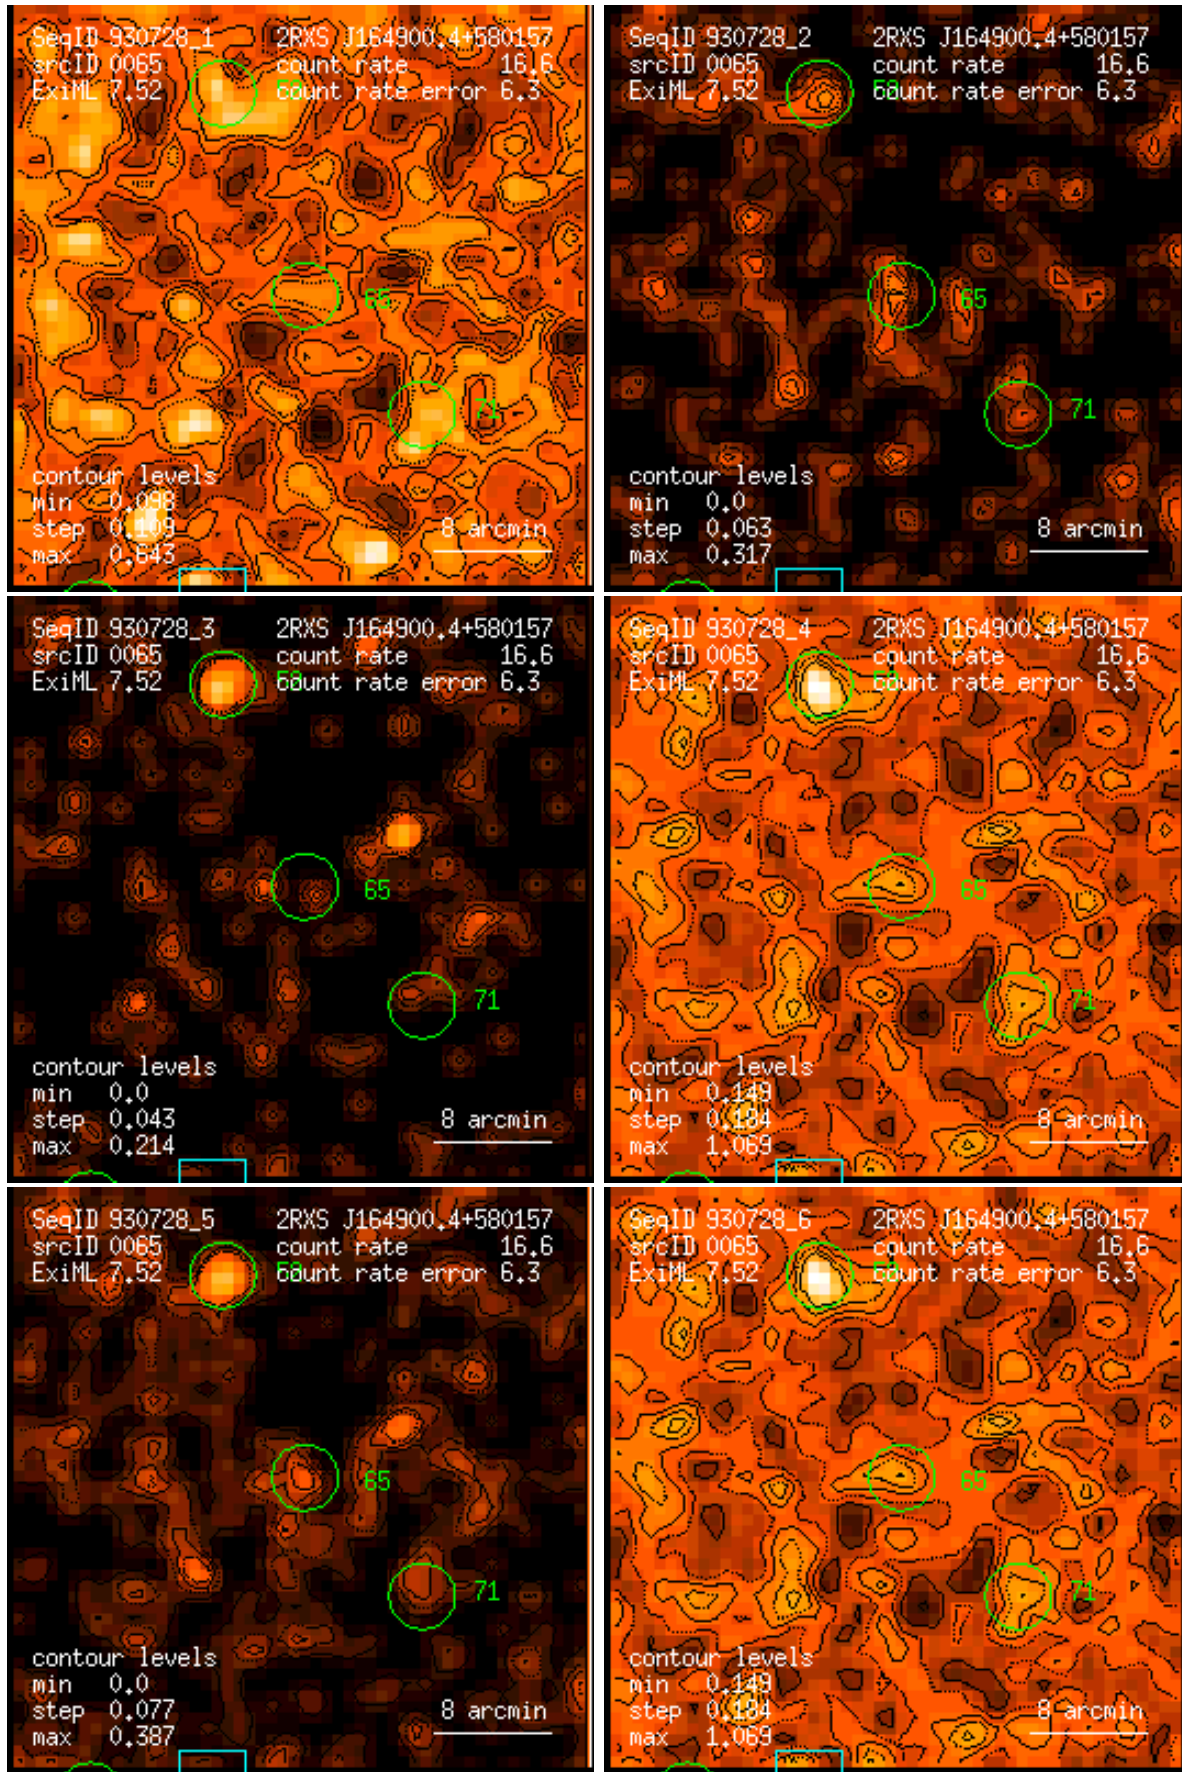 SeqID 930728_1 2RXS J164900.4+580157
srcID 0065 count rate 16.6
ExiML 7.52 count rate error 6.3
65
71
contour levels
min 0.098
step 0.109
max 0.643
8 arcmin
SeqID 930728_2 2RXS J164900.4+580157
srcID 0065 count rate 16.6
ExiML 7.52 count rate error 6.3
65
71
contour levels
min 0.0
step 0.063
max 0.317
8 arcmin
SeqID 930728_3 2RXS J164900.4+580157
srcID 0065 count rate 16.6
ExiML 7.52 count rate error 6.3
65
71
contour levels
min 0.0
step 0.043
max 0.214
8 arcmin
SeqID 930728_4 2RXS J164900.4+580157
srcID 0065 count rate 16.6
ExiML 7.52 count rate error 6.3
65
71
contour levels
min 0.149
step 0.184
max 1.069
8 arcmin
SeqID 930728_5 2RXS J164900.4+580157
srcID 0065 count rate 16.6
ExiML 7.52 count rate error 6.3
65
71
contour levels
min 0.0
step 0.077
max 0.387
8 arcmin
SeqID 930728_6 2RXS J164900.4+580157
srcID 0065 count rate 16.6
ExiML 7.52 count rate error 6.3
65
71
contour levels
min 0.149
step 0.184
max 1.069
8 arcmin